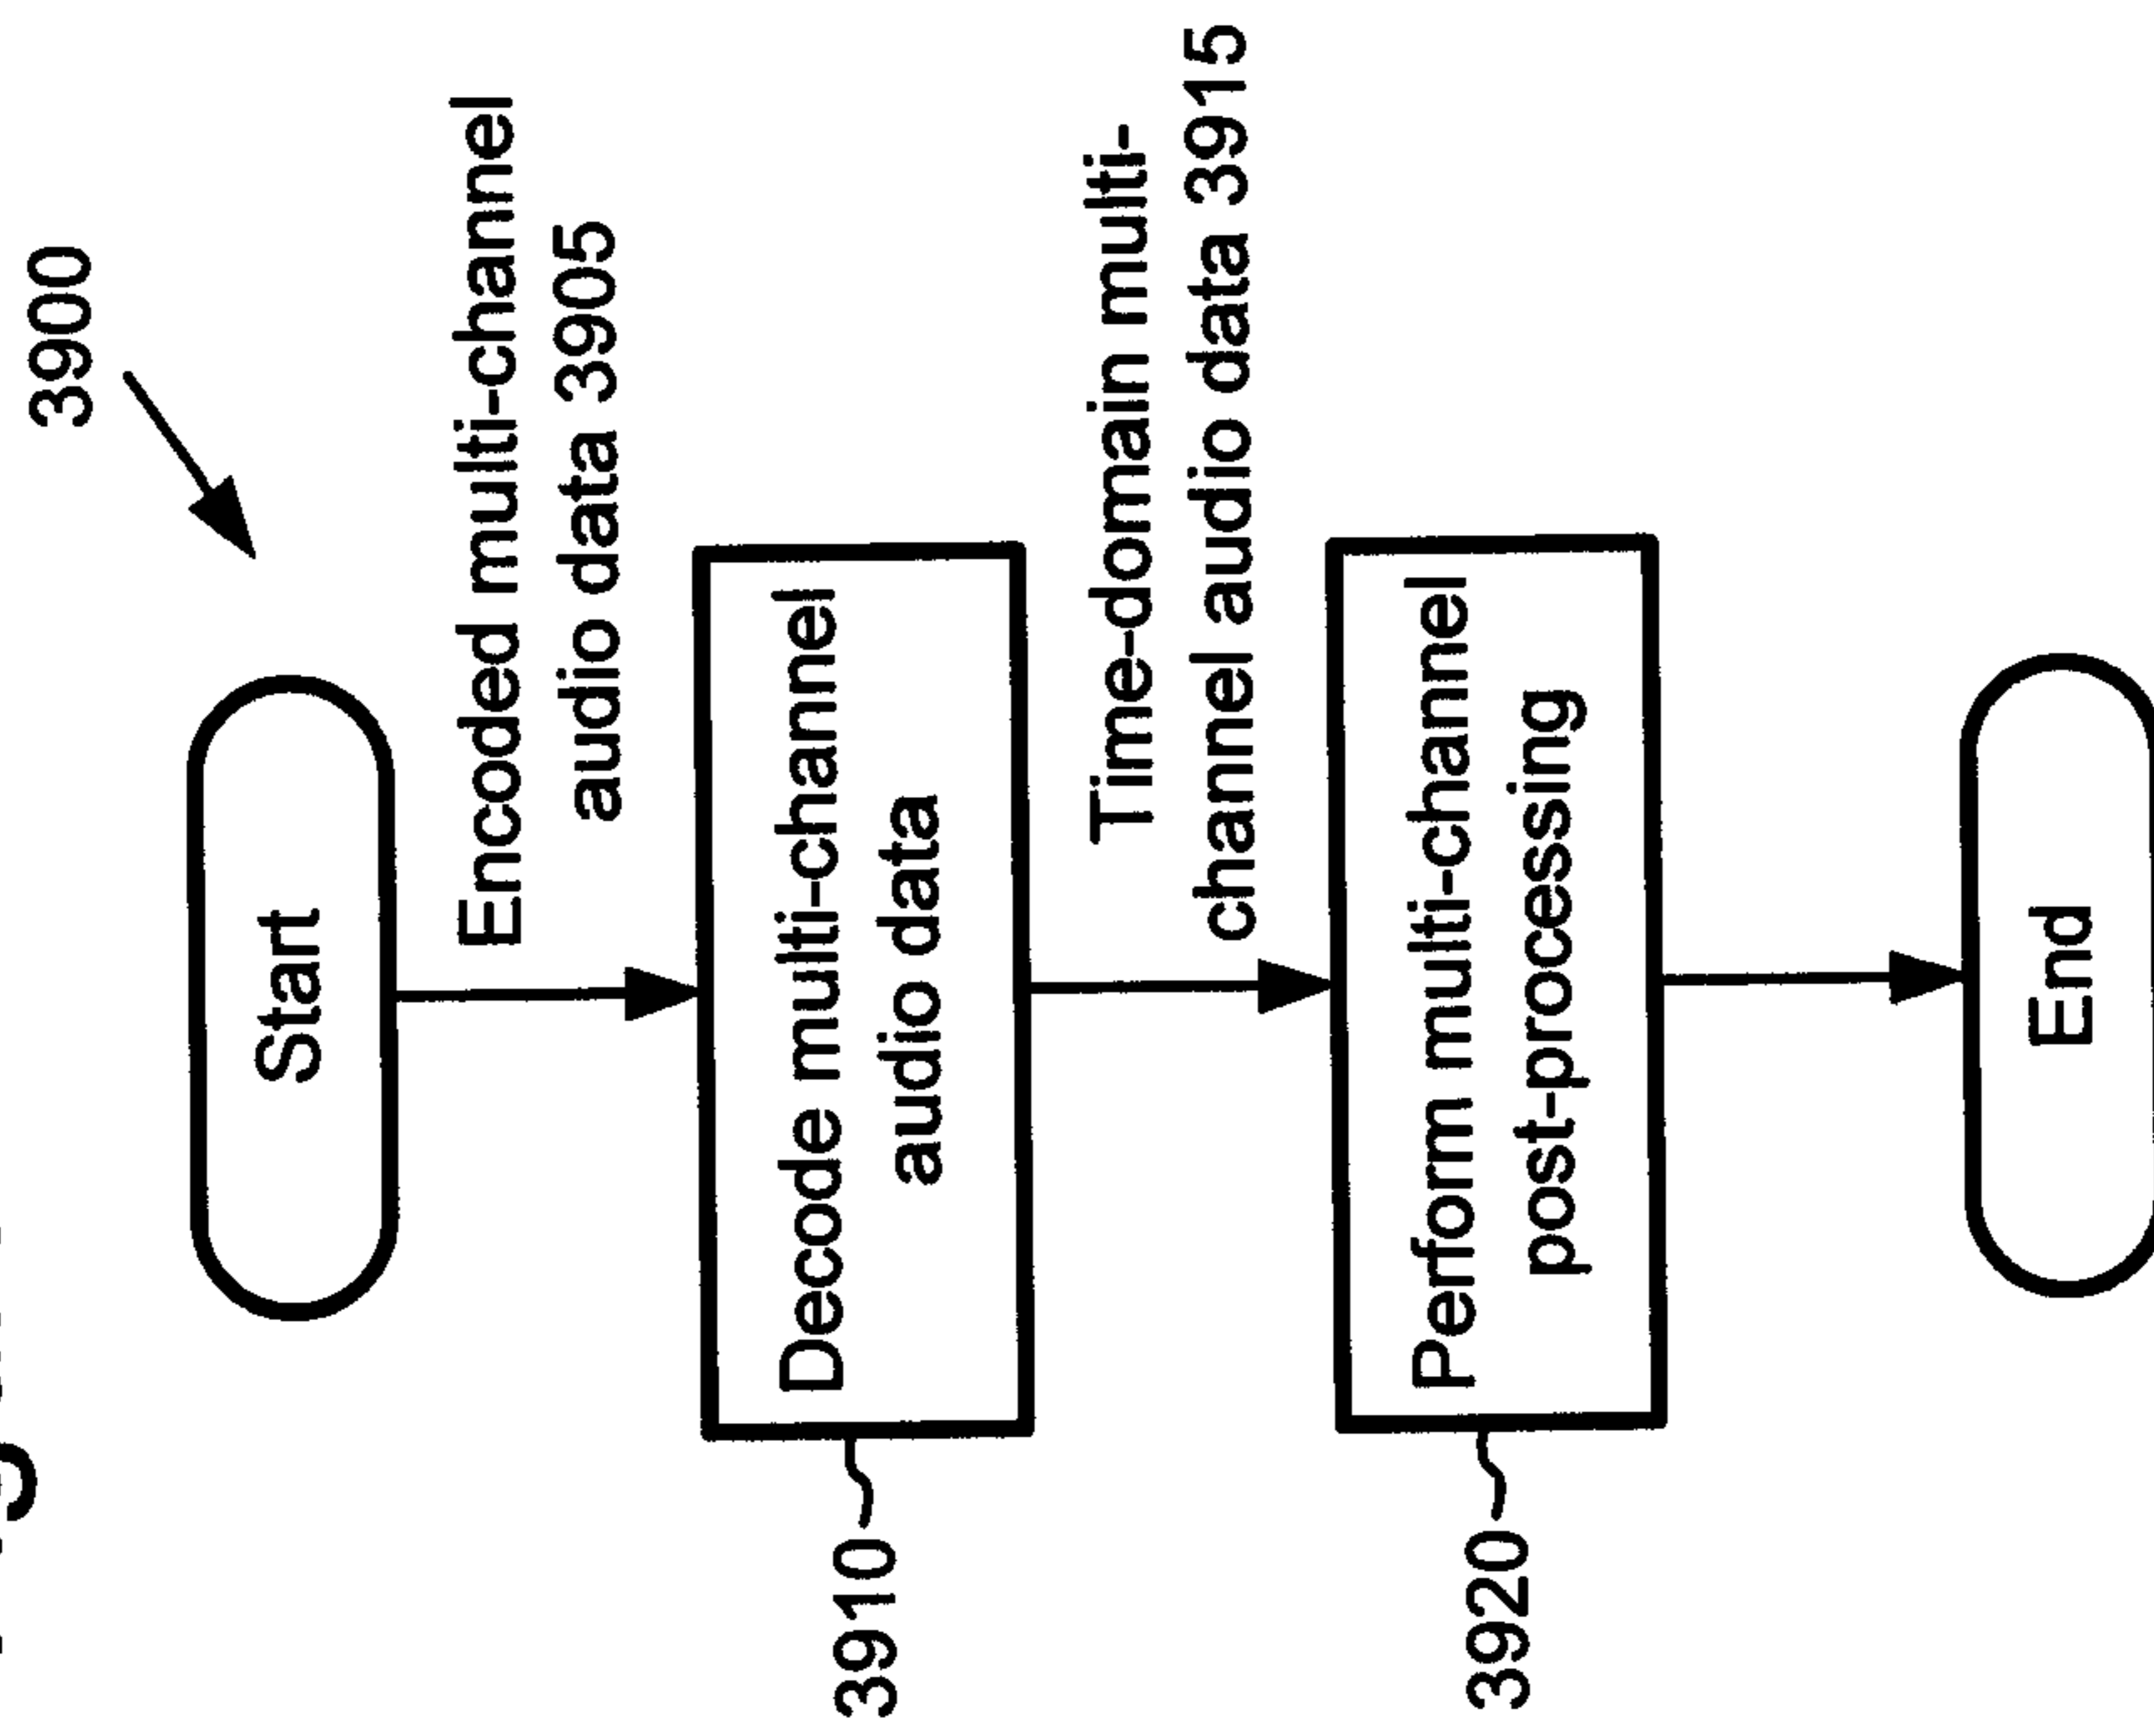 3900
Start
Encoded multi-channel
audio data 3905
3910
Decode multi-channel
audio data
Time-domain multi-
channel audio data 3915
3920
Perform multi-channel
post-processing
End